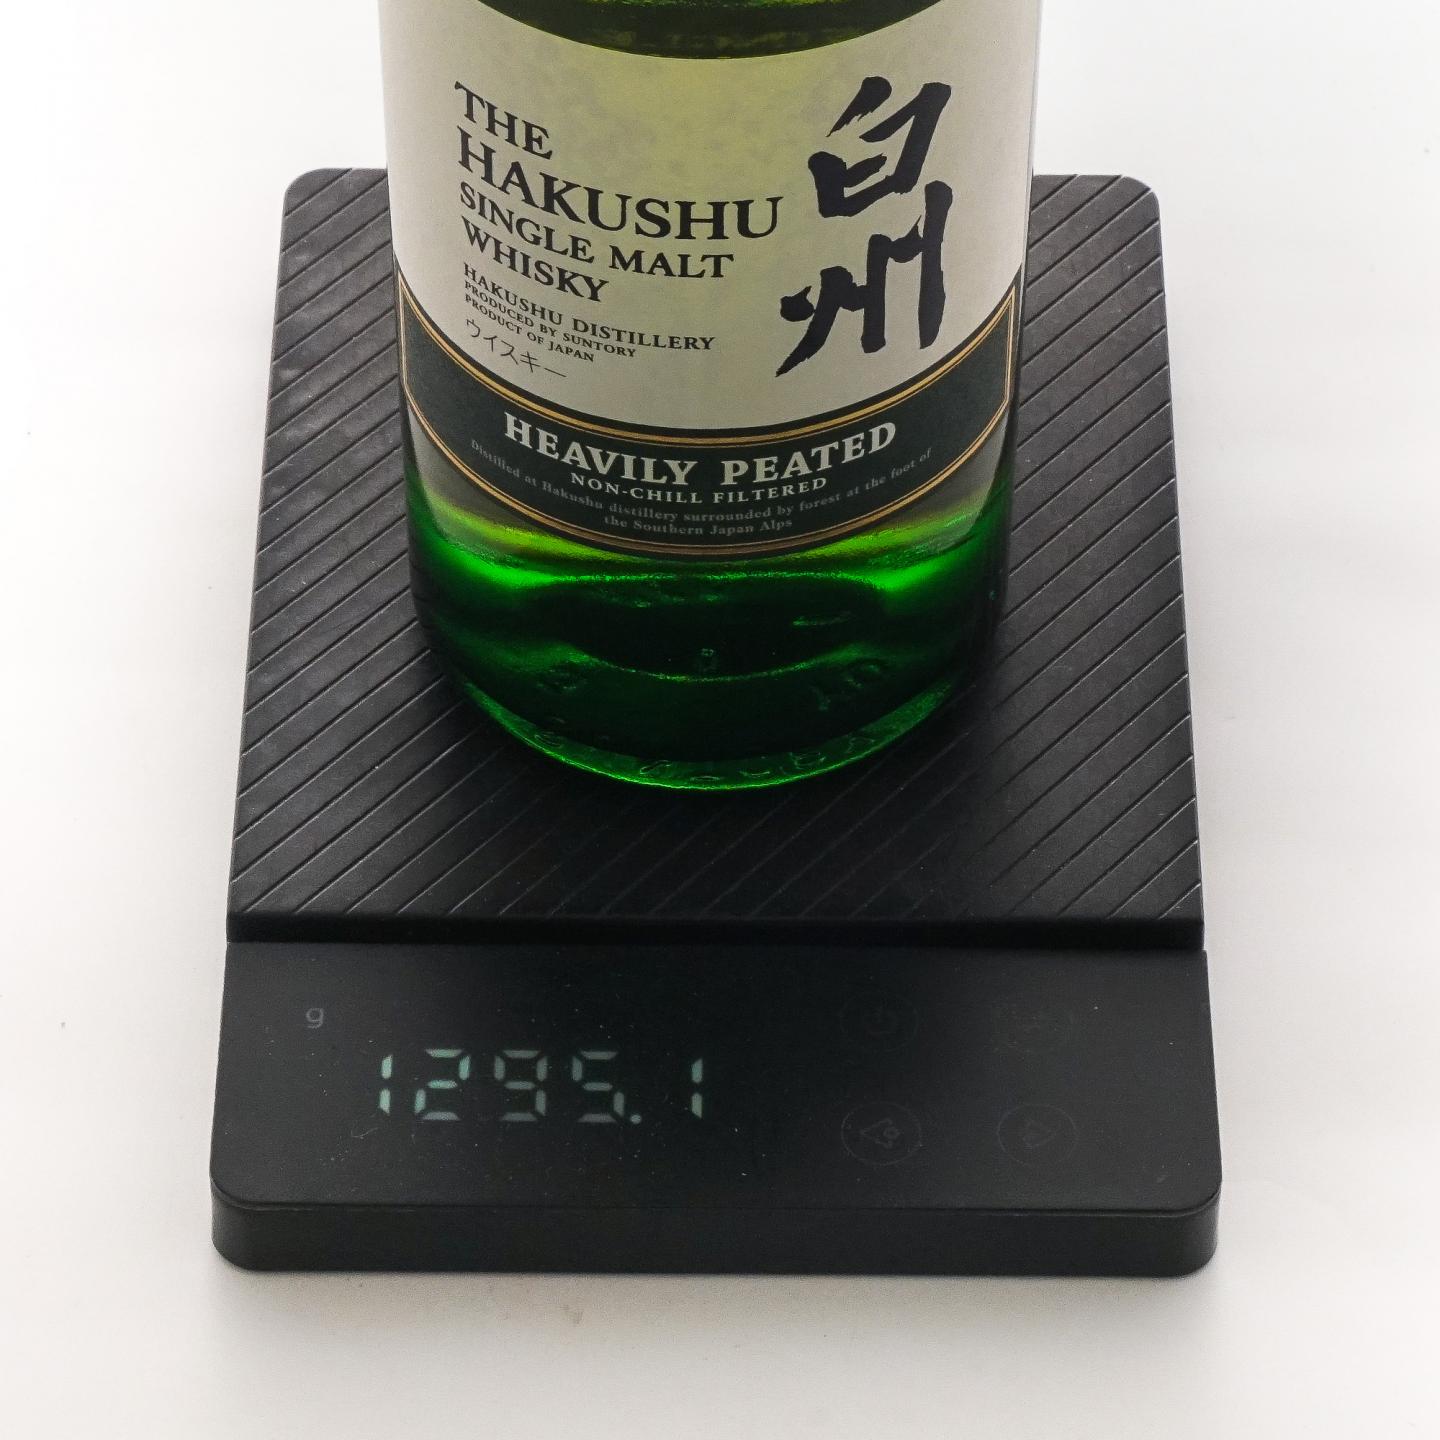 THE
HAKUSHU
SINGLE MALT
WHISKY
HAKUSHU DISTILLERY
PRODUCED BY SUNTORY
PRODUCT OF JAPAN
ウイスキー
白州
HEAVILY PEATED
NON-CHILL FILTERED
Distilled at Hakushu distillery surrounded by forest at the foot of
the Southern Japan Alps
g
1295.1